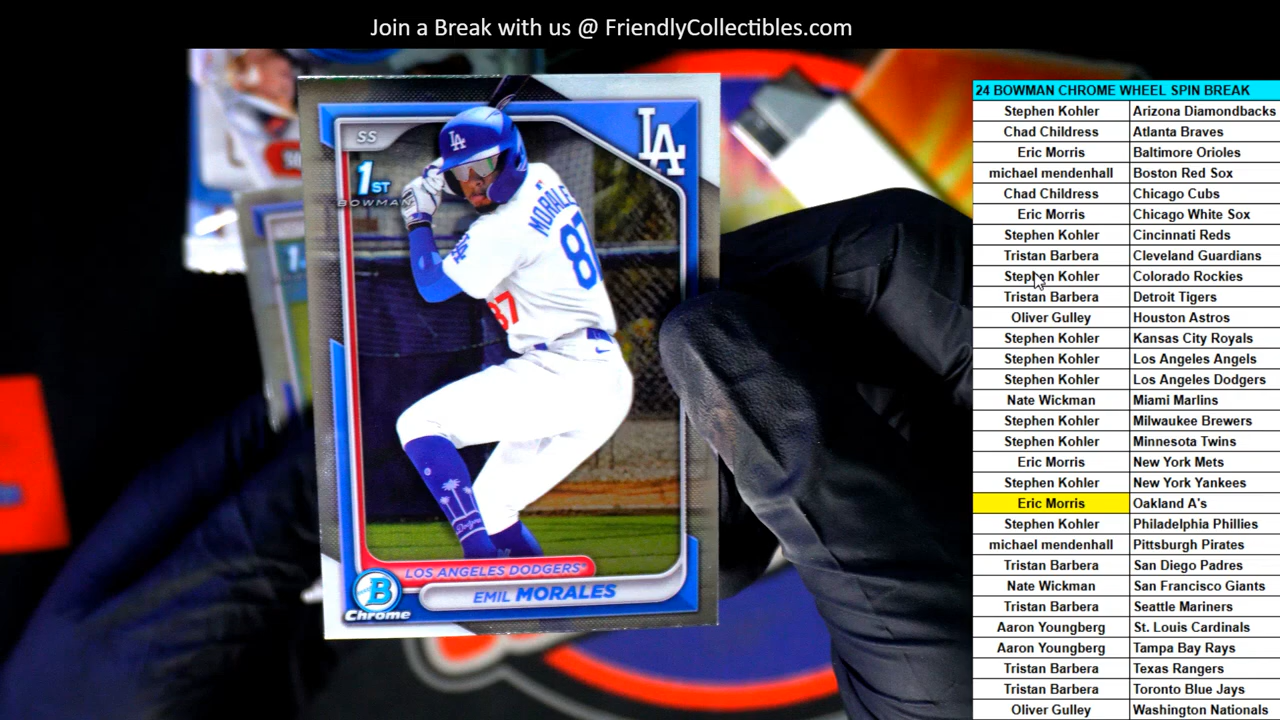 Join a Break with us @ FriendlyCollectibles.com
SS
LA
LA
1ST
BOWMAN
MORALES
87
87
LOS ANGELES DODGERS
EMIL MORALES
B
Chrome
24 BOWMAN CHROME WHEEL SPIN BREAK
Stephen Kohler Arizona Diamondbacks
Chad Childress Atlanta Braves
Eric Morris Baltimore Orioles
michael mendenhall Boston Red Sox
Chad Childress Chicago Cubs
Eric Morris Chicago White Sox
Stephen Kohler Cincinnati Reds
Tristan Barbera Cleveland Guardians
Stephen Kohler Colorado Rockies
Tristan Barbera Detroit Tigers
Oliver Gulley Houston Astros
Stephen Kohler Kansas City Royals
Stephen Kohler Los Angeles Angels
Stephen Kohler Los Angeles Dodgers
Nate Wickman Miami Marlins
Stephen Kohler Milwaukee Brewers
Stephen Kohler Minnesota Twins
Eric Morris New York Mets
Stephen Kohler New York Yankees
Eric Morris Oakland A's
Stephen Kohler Philadelphia Phillies
michael mendenhall Pittsburgh Pirates
Tristan Barbera San Diego Padres
Nate Wickman San Francisco Giants
Tristan Barbera Seattle Mariners
Aaron Youngberg St. Louis Cardinals
Aaron Youngberg Tampa Bay Rays
Tristan Barbera Texas Rangers
Tristan Barbera Toronto Blue Jays
Oliver Gulley Washington Nationals